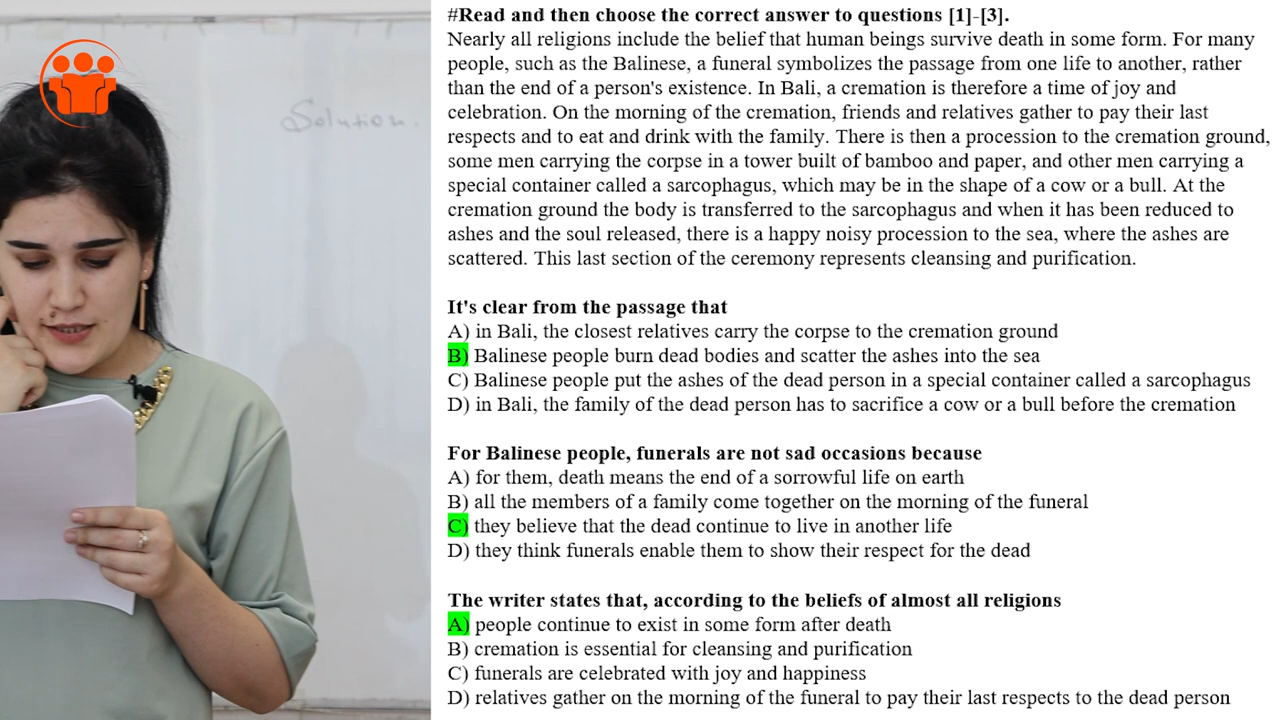 Solution.
#Read and then choose the correct answer to questions [1]-[3].
Nearly all religions include the belief that human beings survive death in some form. For many
people, such as the Balinese, a funeral symbolizes the passage from one life to another, rather
than the end of a person's existence. In Bali, a cremation is therefore a time of joy and
celebration. On the morning of the cremation, friends and relatives gather to pay their last
respects and to eat and drink with the family. There is then a procession to the cremation ground,
some men carrying the corpse in a tower built of bamboo and paper, and other men carrying a
special container called a sarcophagus, which may be in the shape of a cow or a bull. At the
cremation ground the body is transferred to the sarcophagus and when it has been reduced to
ashes and the soul released, there is a happy noisy procession to the sea, where the ashes are
scattered. This last section of the ceremony represents cleansing and purification.
It's clear from the passage that
A) in Bali, the closest relatives carry the corpse to the cremation ground
B) Balinese people burn dead bodies and scatter the ashes into the sea
C) Balinese people put the ashes of the dead person in a special container called a sarcophagus
D) in Bali, the family of the dead person has to sacrifice a cow or a bull before the cremation
For Balinese people, funerals are not sad occasions because
A) for them, death means the end of a sorrowful life on earth
B) all the members of a family come together on the morning of the funeral
C) they believe that the dead continue to live in another life
D) they think funerals enable them to show their respect for the dead
The writer states that, according to the beliefs of almost all religions
A) people continue to exist in some form after death
B) cremation is essential for cleansing and purification
C) funerals are celebrated with joy and happiness
D) relatives gather on the morning of the funeral to pay their last respects to the dead person